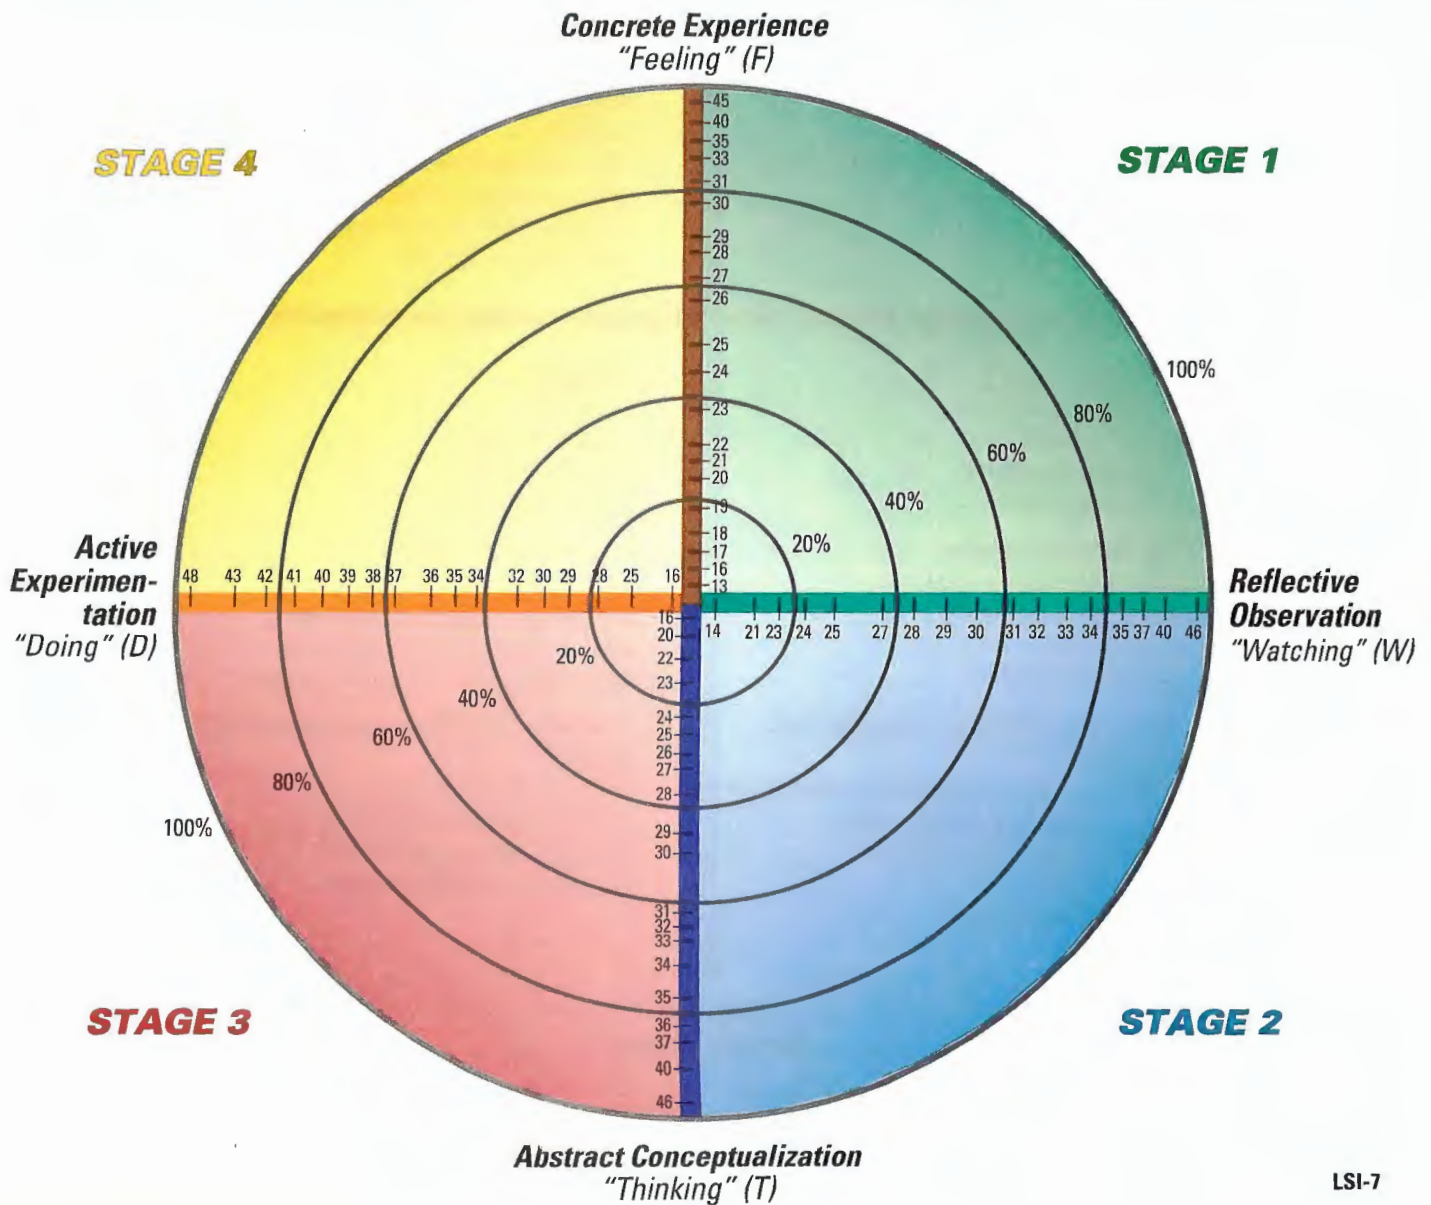 Concrete Experience
"Feeling" (F)
STAGE 4
STAGE 1
45
40
35
33
31
30
29
28
27
26
25
24
23
22
21
20
19
18
17
16
13
100%
80%
60%
40%
20%
Active
Experimen-
tation
"Doing" (D)
48 43 42 41 40 39 38 37 36 35 34 32 30 29 28 25 16
Reflective
Observation
"Watching" (W)
14 21 23 24 25 27 28 29 30 31 32 33 34 35 37 40 46
16
20
22
23
24
25
26
27
28
29
30
31
32
33
34
35
36
37
40
46
20%
40%
60%
80%
100%
STAGE 3
STAGE 2
Abstract Conceptualization
"Thinking" (T)
LSI-7